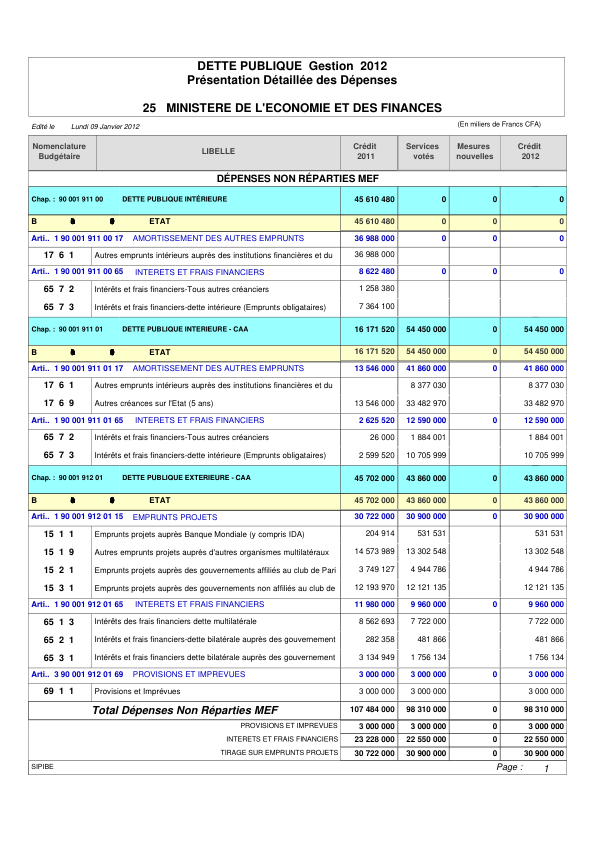 DETTE PUBLIQUE Gestion 2012
Présentation Détaillée des Dépenses
25 MINISTERE DE L'ECONOMIE ET DES FINANCES
Edité le Lundi 09 Janvier 2012 (En miliers de Francs CFA)
Nomenclature Budgétaire LIBELLE Crédit 2011 Services votés Mesures nouvelles Crédit 2012
DÉPENSES NON RÉPARTIES MEF
Chap. : 90 001 911 00 DETTE PUBLIQUE INTÉRIEURE 45 610 480 0 0 0
B ETAT 45 610 480 0 0 0
Arti.. 1 90 001 911 00 17 AMORTISSEMENT DES AUTRES EMPRUNTS 36 988 000 0 0 0
17 6 1 Autres emprunts intérieurs auprès des institutions financières et du 36 988 000
Arti.. 1 90 001 911 00 65 INTERETS ET FRAIS FINANCIERS 8 622 480 0 0 0
65 7 2 Intérêts et frais financiers-Tous autres créanciers 1 258 380
65 7 3 Intérêts et frais financiers-dette intérieure (Emprunts obligataires) 7 364 100
Chap. : 90 001 911 01 DETTE PUBLIQUE INTERIEURE - CAA 16 171 520 54 450 000 0 54 450 000
B ETAT 16 171 520 54 450 000 0 54 450 000
Arti.. 1 90 001 911 01 17 AMORTISSEMENT DES AUTRES EMPRUNTS 13 546 000 41 860 000 0 41 860 000
17 6 1 Autres emprunts intérieurs auprès des institutions financières et du 8 377 030 8 377 030
17 6 9 Autres créances sur l'Etat (5 ans) 13 546 000 33 482 970 33 482 970
Arti.. 1 90 001 911 01 65 INTERETS ET FRAIS FINANCIERS 2 625 520 12 590 000 0 12 590 000
65 7 2 Intérêts et frais financiers-Tous autres créanciers 26 000 1 884 001 1 884 001
65 7 3 Intérêts et frais financiers-dette intérieure (Emprunts obligataires) 2 599 520 10 705 999 10 705 999
Chap. : 90 001 912 01 DETTE PUBLIQUE EXTERIEURE - CAA 45 702 000 43 860 000 0 43 860 000
B ETAT 45 702 000 43 860 000 0 43 860 000
Arti.. 1 90 001 912 01 15 EMPRUNTS PROJETS 30 722 000 30 900 000 0 30 900 000
15 1 1 Emprunts projets auprès Banque Mondiale (y compris IDA) 204 914 531 531 531 531
15 1 9 Autres emprunts projets auprès d'autres organismes multilatéraux 14 573 989 13 302 548 13 302 548
15 2 1 Emprunts projets auprès des gouvernements affiliés au club de Pari 3 749 127 4 944 786 4 944 786
15 3 1 Emprunts projets auprès des gouvernements non affiliés au club de 12 193 970 12 121 135 12 121 135
Arti.. 1 90 001 912 01 65 INTERETS ET FRAIS FINANCIERS 11 980 000 9 960 000 0 9 960 000
65 1 3 Intérêts des frais financiers dette multilatérale 8 562 693 7 722 000 7 722 000
65 2 1 Intérêts et frais financiers-dette bilatérale auprès des gouvernement 282 358 481 866 481 866
65 3 1 Intérêts et frais financiers dette bilatérale auprès des gouvernement 3 134 949 1 756 134 1 756 134
Arti.. 3 90 001 912 01 69 PROVISIONS ET IMPREVUES 3 000 000 3 000 000 0 3 000 000
69 1 1 Provisions et Imprévues 3 000 000 3 000 000 3 000 000
Total Dépenses Non Réparties MEF 107 484 000 98 310 000 0 98 310 000
PROVISIONS ET IMPREVUES 3 000 000 3 000 000 0 3 000 000
INTERETS ET FRAIS FINANCIERS 23 228 000 22 550 000 0 22 550 000
TIRAGE SUR EMPRUNTS PROJETS 30 722 000 30 900 000 0 30 900 000
SIPIBE Page : 1